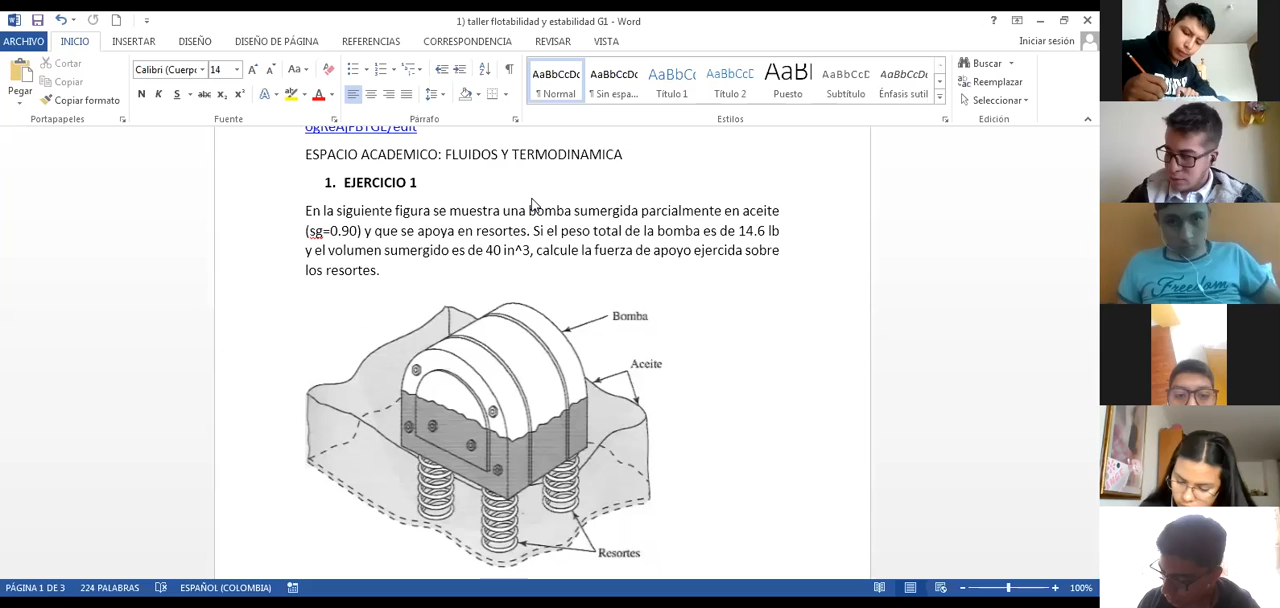 1) taller flotabilidad y estabilidad G1 - Word
ARCHIVO INICIO INSERTAR DISEÑO DISEÑO DE PÁGINA REFERENCIAS CORRESPONDENCIA REVISAR VISTA Iniciar sesión
Pegar
Cortar
Copiar
Copiar formato
Portapapeles
Calibri (Cuerp 14
Fuente
Párrafo
AaBbCcDc AaBbCcDc AaBbCc AaBbCcD AaBI AaBbCcD AaBbCcDc
¶ Normal ¶ Sin espa... Título 1 Título 2 Puesto Subtítulo Énfasis sutil
Estilos
Buscar
Reemplazar
Seleccionar
Edición
ESPACIO ACADEMICO: FLUIDOS Y TERMODINAMICA
1. EJERCICIO 1
En la siguiente figura se muestra una bomba sumergida parcialmente en aceite
(sg=0.90) y que se apoya en resortes. Si el peso total de la bomba es de 14.6 lb
y el volumen sumergido es de 40 in^3, calcule la fuerza de apoyo ejercida sobre
los resortes.
Bomba
Aceite
Resortes
PÁGINA 1 DE 3 224 PALABRAS ESPAÑOL (COLOMBIA) 100%
Freedom